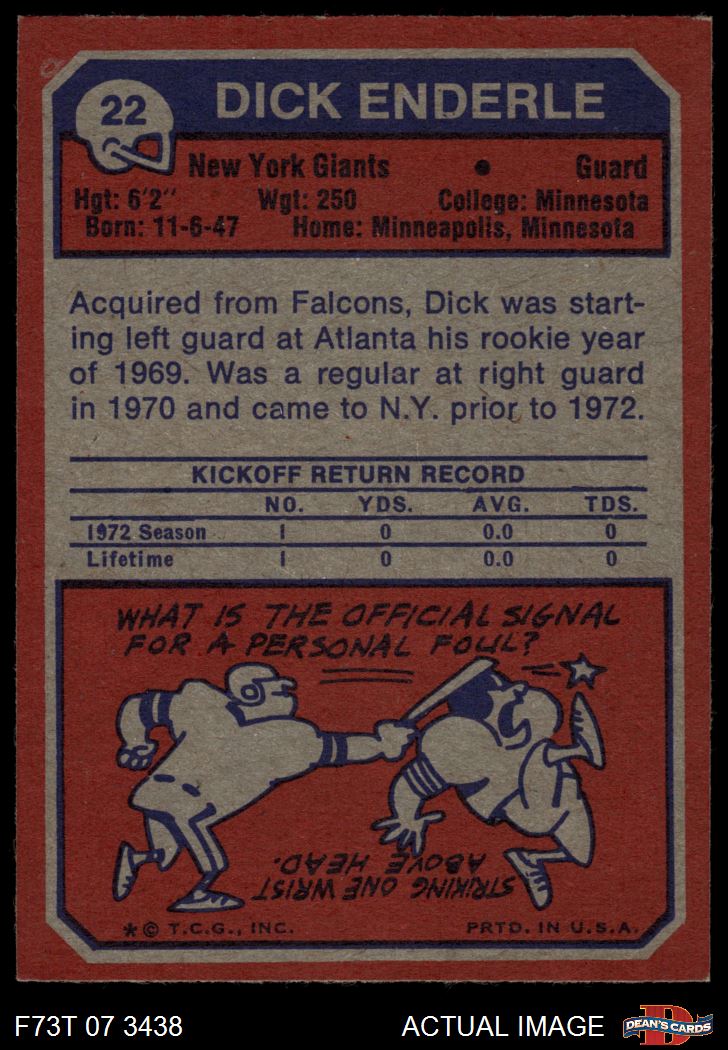 22
DICK ENDERLE
New York Giants • Guard
Hgt: 6'2" Wgt: 250 College: Minnesota
Born: 11-6-47 Home: Minneapolis, Minnesota
Acquired from Falcons, Dick was start-
ing left guard at Atlanta his rookie year
of 1969. Was a regular at right guard
in 1970 and came to N.Y. prior to 1972.
KICKOFF RETURN RECORD
NO. YDS. AVG. TDS.
1972 Season 1 0 0.0 0
Lifetime 1 0 0.0 0
WHAT IS THE OFFICIAL SIGNAL
FOR A PERSONAL FOUL?
STRIKING ONE WRIST
ABOVE HEAD.
*© T.C.G., INC. PRTD. IN U.S.A.
F73T 07 3438 ACTUAL IMAGE
D
DEAN'S CARDS